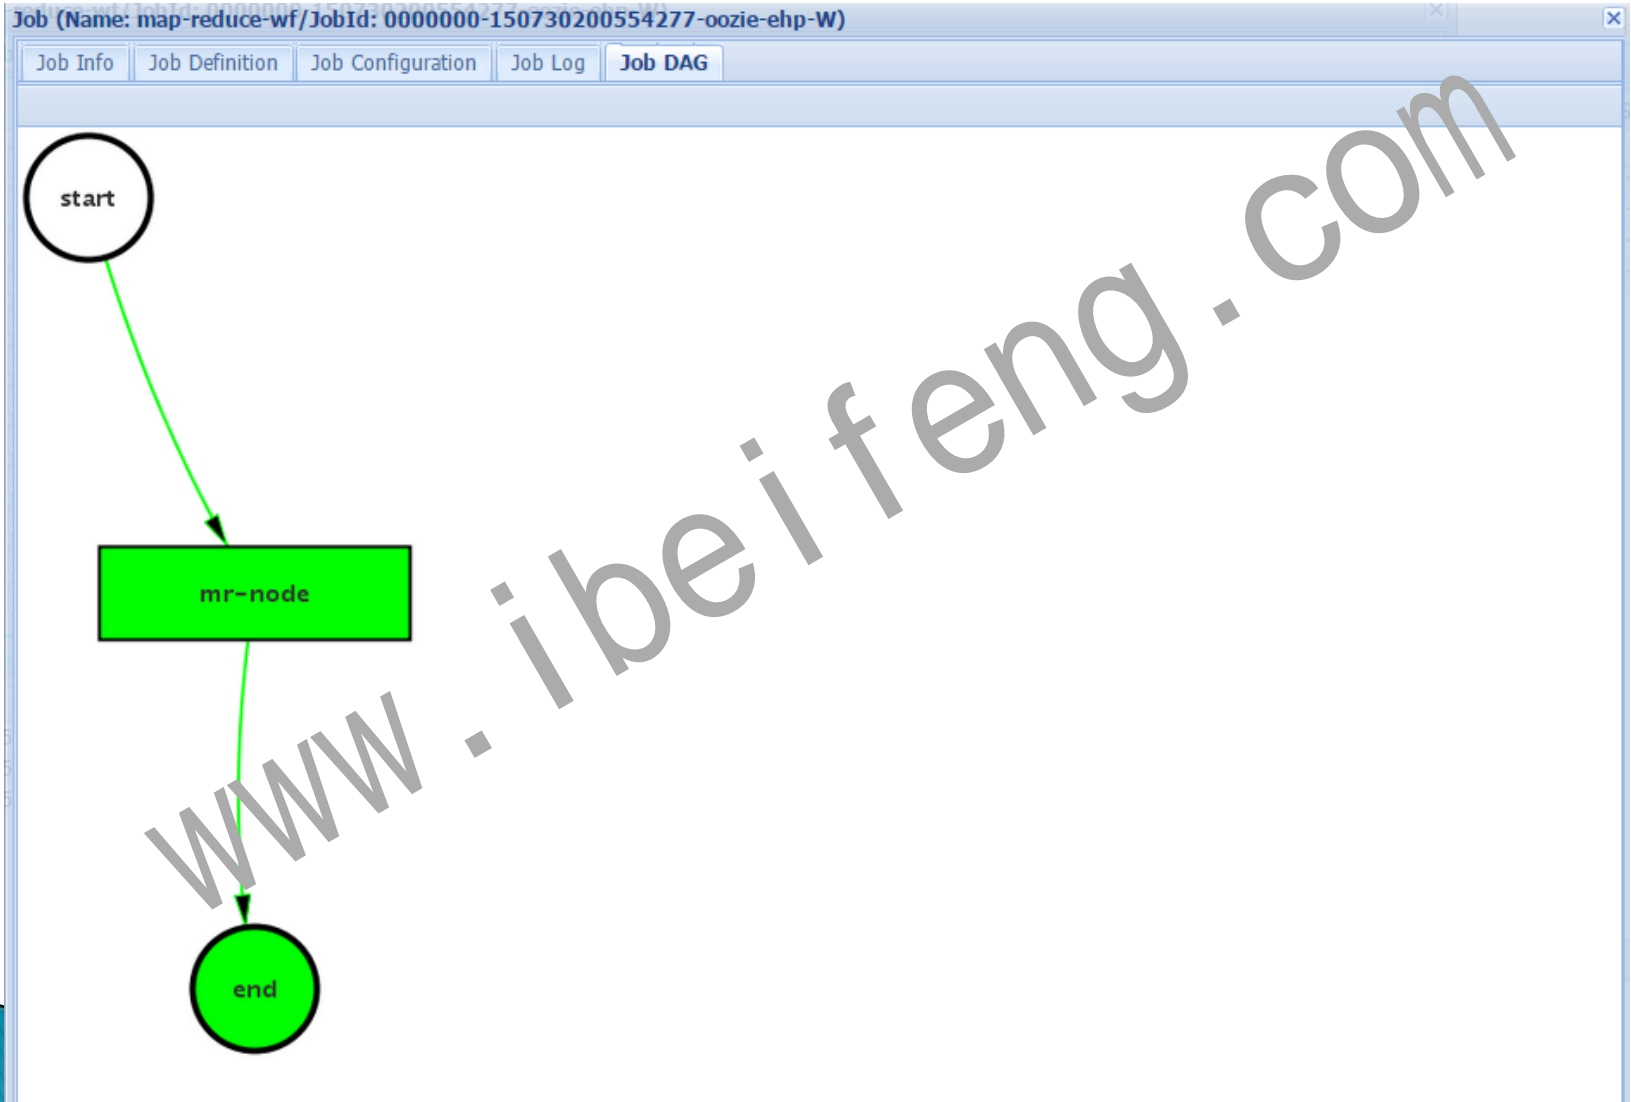 Job (Name: map-reduce-wf/JobId: 0000000-150730200554277-oozie-ehp-W)
Job Info
Job Definition
Job Configuration
Job Log
Job DAG
start
mr-node
end
www.ibeifeng.com